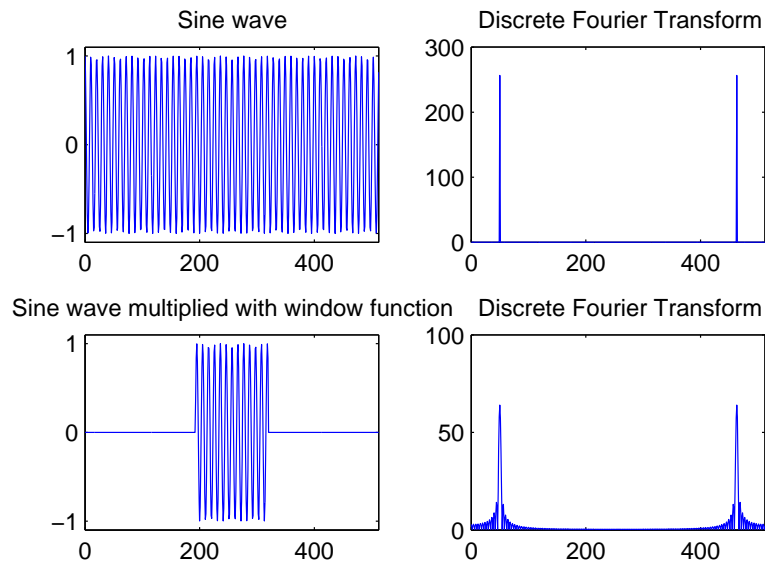 Sine wave
1
0
−1
0 200 400
Discrete Fourier Transform
300
200
100
0
0 200 400
Sine wave multiplied with window function
1
0
−1
0 200 400
Discrete Fourier Transform
100
50
0
0 200 400